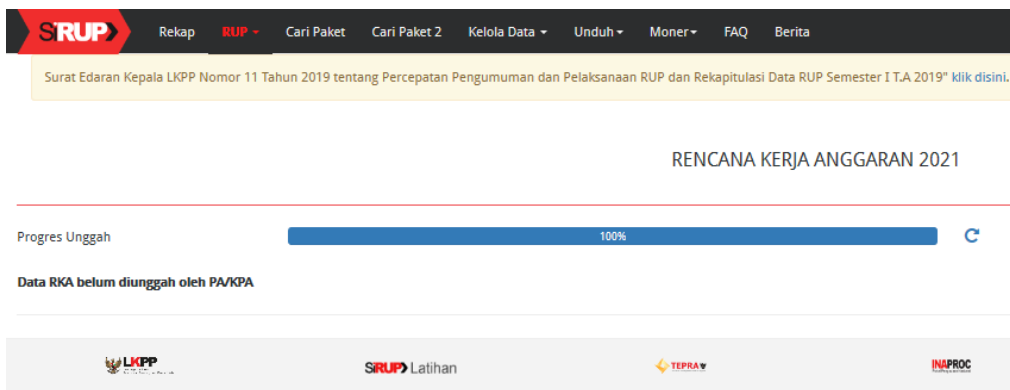 SiRUP Rekap RUP Cari Paket Cari Paket 2 Kelola Data Unduh Moner FAQ Berita
Surat Edaran Kepala LKPP Nomor 11 Tahun 2019 tentang Percepatan Pengumuman dan Pelaksanaan RUP dan Rekapitulasi Data RUP Semester I T.A 2019" klik disini.
RENCANA KERJA ANGGARAN 2021
Progres Unggah 100%
Data RKA belum diunggah oleh PA/KPA
LKPP SiRUP Latihan TEPRA INAPROC